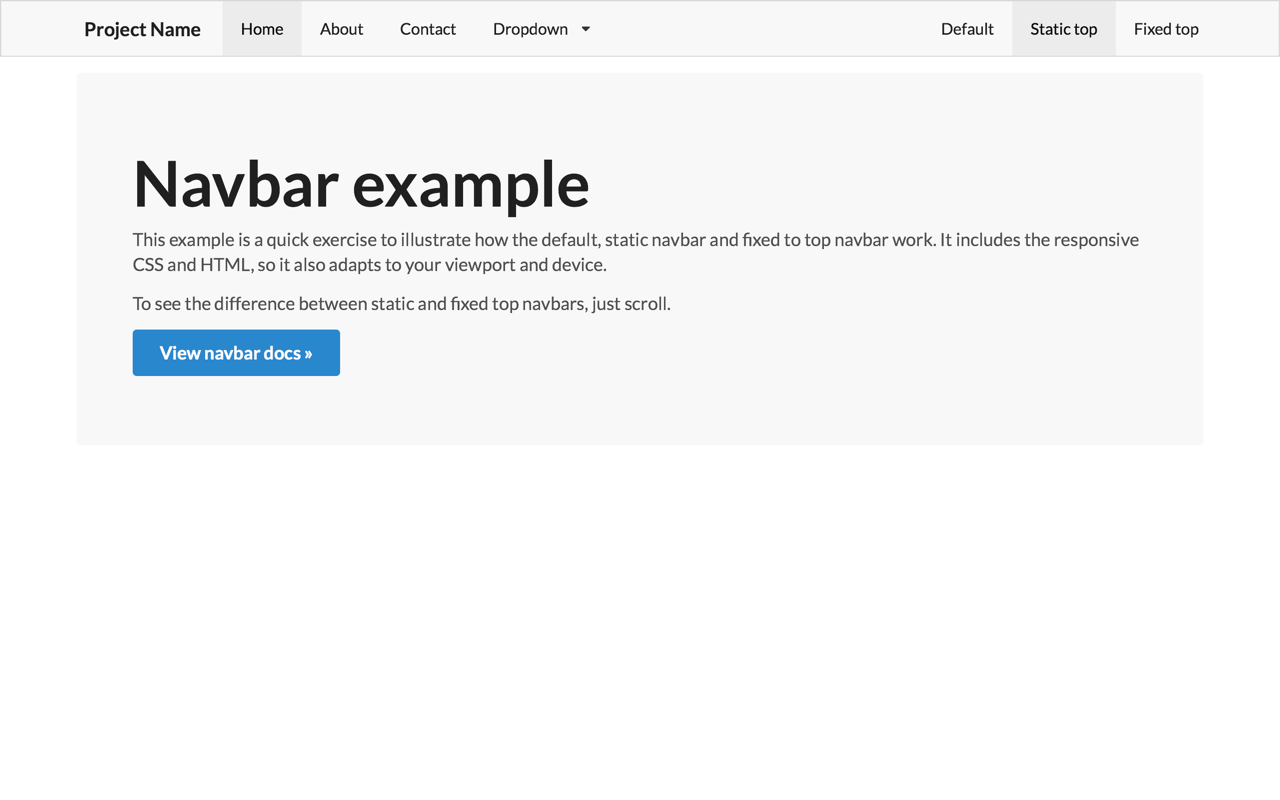 Project Name Home About Contact Dropdown Default Static top Fixed top
Navbar example
This example is a quick exercise to illustrate how the default, static navbar and fixed to top navbar work. It includes the responsive
CSS and HTML, so it also adapts to your viewport and device.
To see the difference between static and fixed top navbars, just scroll.
View navbar docs »